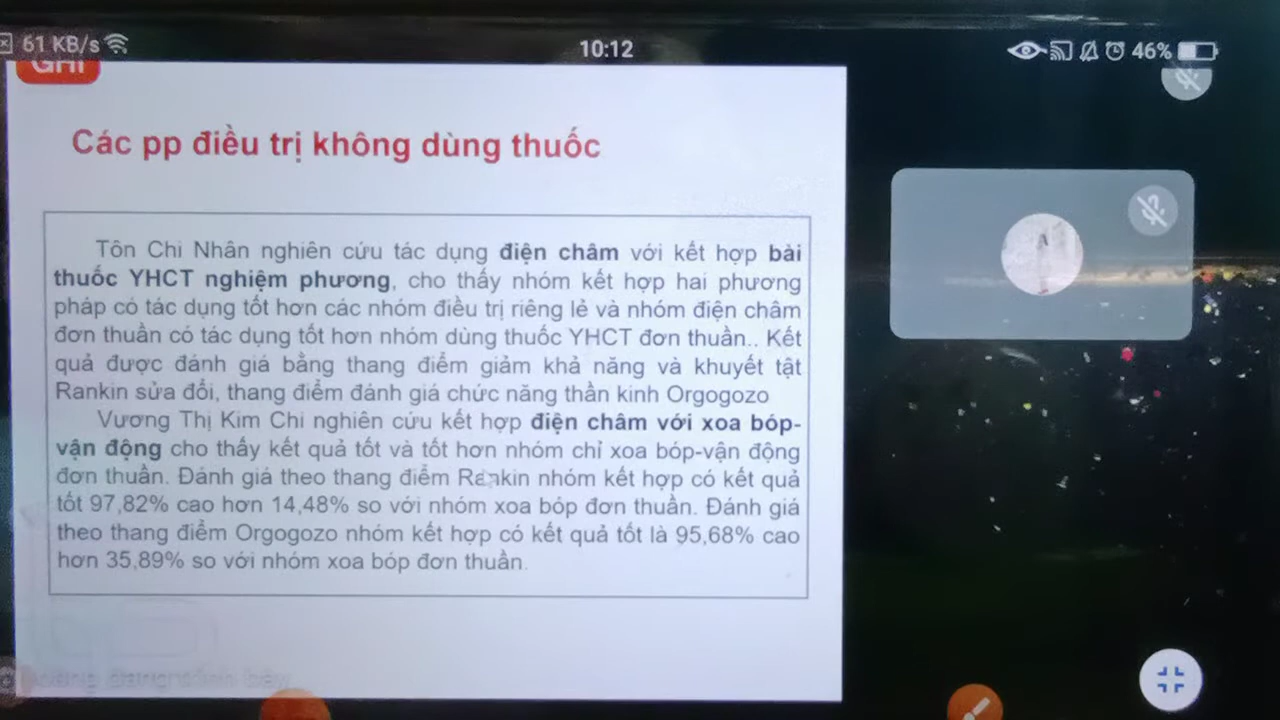 61 KB/s
10:12
46%
GHI
Các pp điều trị không dùng thuốc
Tôn Chi Nhân nghiên cứu tác dụng điện châm với kết hợp bài
thuốc YHCT nghiệm phương, cho thấy nhóm kết hợp hai phương
pháp có tác dụng tốt hơn các nhóm điều trị riêng lẻ và nhóm điện châm
đơn thuần có tác dụng tốt hơn nhóm dùng thuốc YHCT đơn thuần.. Kết
quả được đánh giá bằng thang điểm giảm khả năng và khuyết tật
Rankin sửa đổi, thang điểm đánh giá chức năng thần kinh Orgogozo
Vương Thị Kim Chi nghiên cứu kết hợp điện châm với xoa bóp-
vận động cho thấy kết quả tốt và tốt hơn nhóm chỉ xoa bóp-vận động
đơn thuần. Đánh giá theo thang điểm Rankin nhóm kết hợp có kết quả
tốt 97,82% cao hơn 14,48% so với nhóm xoa bóp đơn thuần. Đánh giá
theo thang điểm Orgogozo nhóm kết hợp có kết quả tốt là 95,68% cao
hơn 35,89% so với nhóm xoa bóp đơn thuần.
đang trình bày